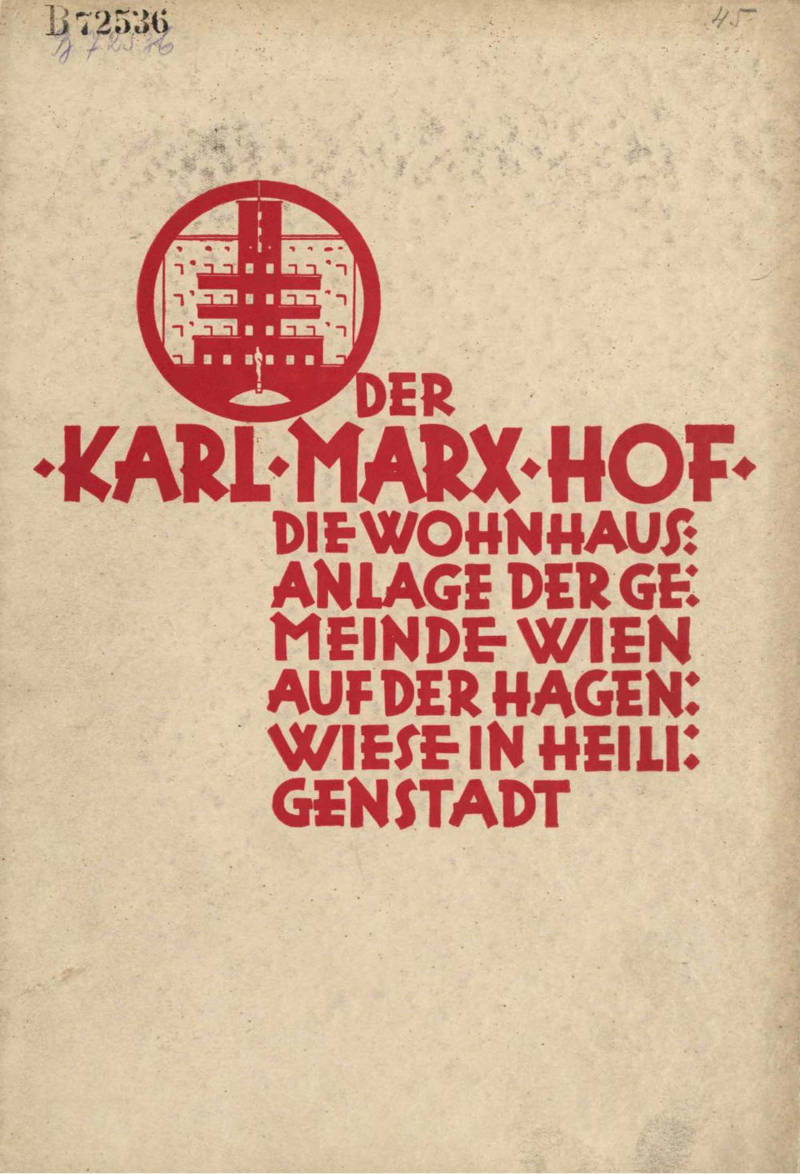 B 72536
B 72536
45
DER
·KARL·MARX·HOF·
DIE WOHNHAUS:
ANLAGE DER GE:
MEINDE WIEN
AUF DER HAGEN:
WIESE IN HEILI:
GENSTADT